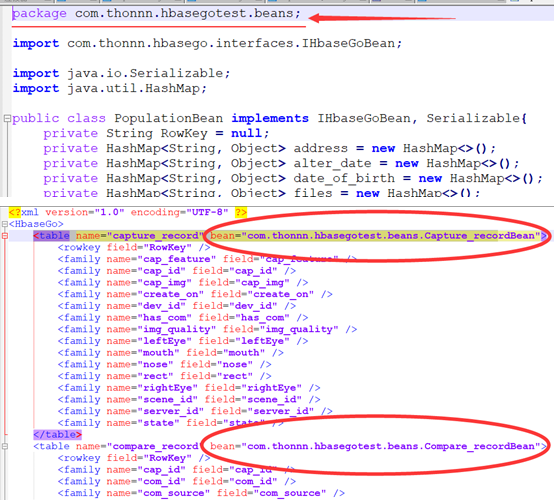 package com.thonnn.hbasegotest.beans;
import com.thonnn.hbasego.interfaces.IHbaseGoBean;
import java.io.Serializable;
import java.util.HashMap;
public class PopulationBean implements IHbaseGoBean, Serializable{
private String RowKey = null;
private HashMap<String, Object> address = new HashMap<>();
private HashMap<String, Object> alter_date = new HashMap<>();
private HashMap<String, Object> date_of_birth = new HashMap<>();
private HashMap<String, Object> files = new HashMap<>();
<?xml version="1.0" encoding="UTF-8" ?>
<HbaseGo>
<table name="capture_record" bean="com.thonnn.hbasegotest.beans.Capture_recordBean">
<rowkey field="RowKey" />
<family name="cap_feature" field="cap_feature" />
<family name="cap_id" field="cap_id" />
<family name="cap_img" field="cap_img" />
<family name="create_on" field="create_on" />
<family name="dev_id" field="dev_id" />
<family name="has_com" field="has_com" />
<family name="img_quality" field="img_quality" />
<family name="leftEye" field="leftEye" />
<family name="mouth" field="mouth" />
<family name="nose" field="nose" />
<family name="rect" field="rect" />
<family name="rightEye" field="rightEye" />
<family name="scene_id" field="scene_id" />
<family name="server_id" field="server_id" />
<family name="state" field="state" />
</table>
<table name="compare_record" bean="com.thonnn.hbasegotest.beans.Compare_recordBean">
<rowkey field="RowKey" />
<family name="cap_id" field="cap_id" />
<family name="com_id" field="com_id" />
<family name="com_source" field="com_source" />